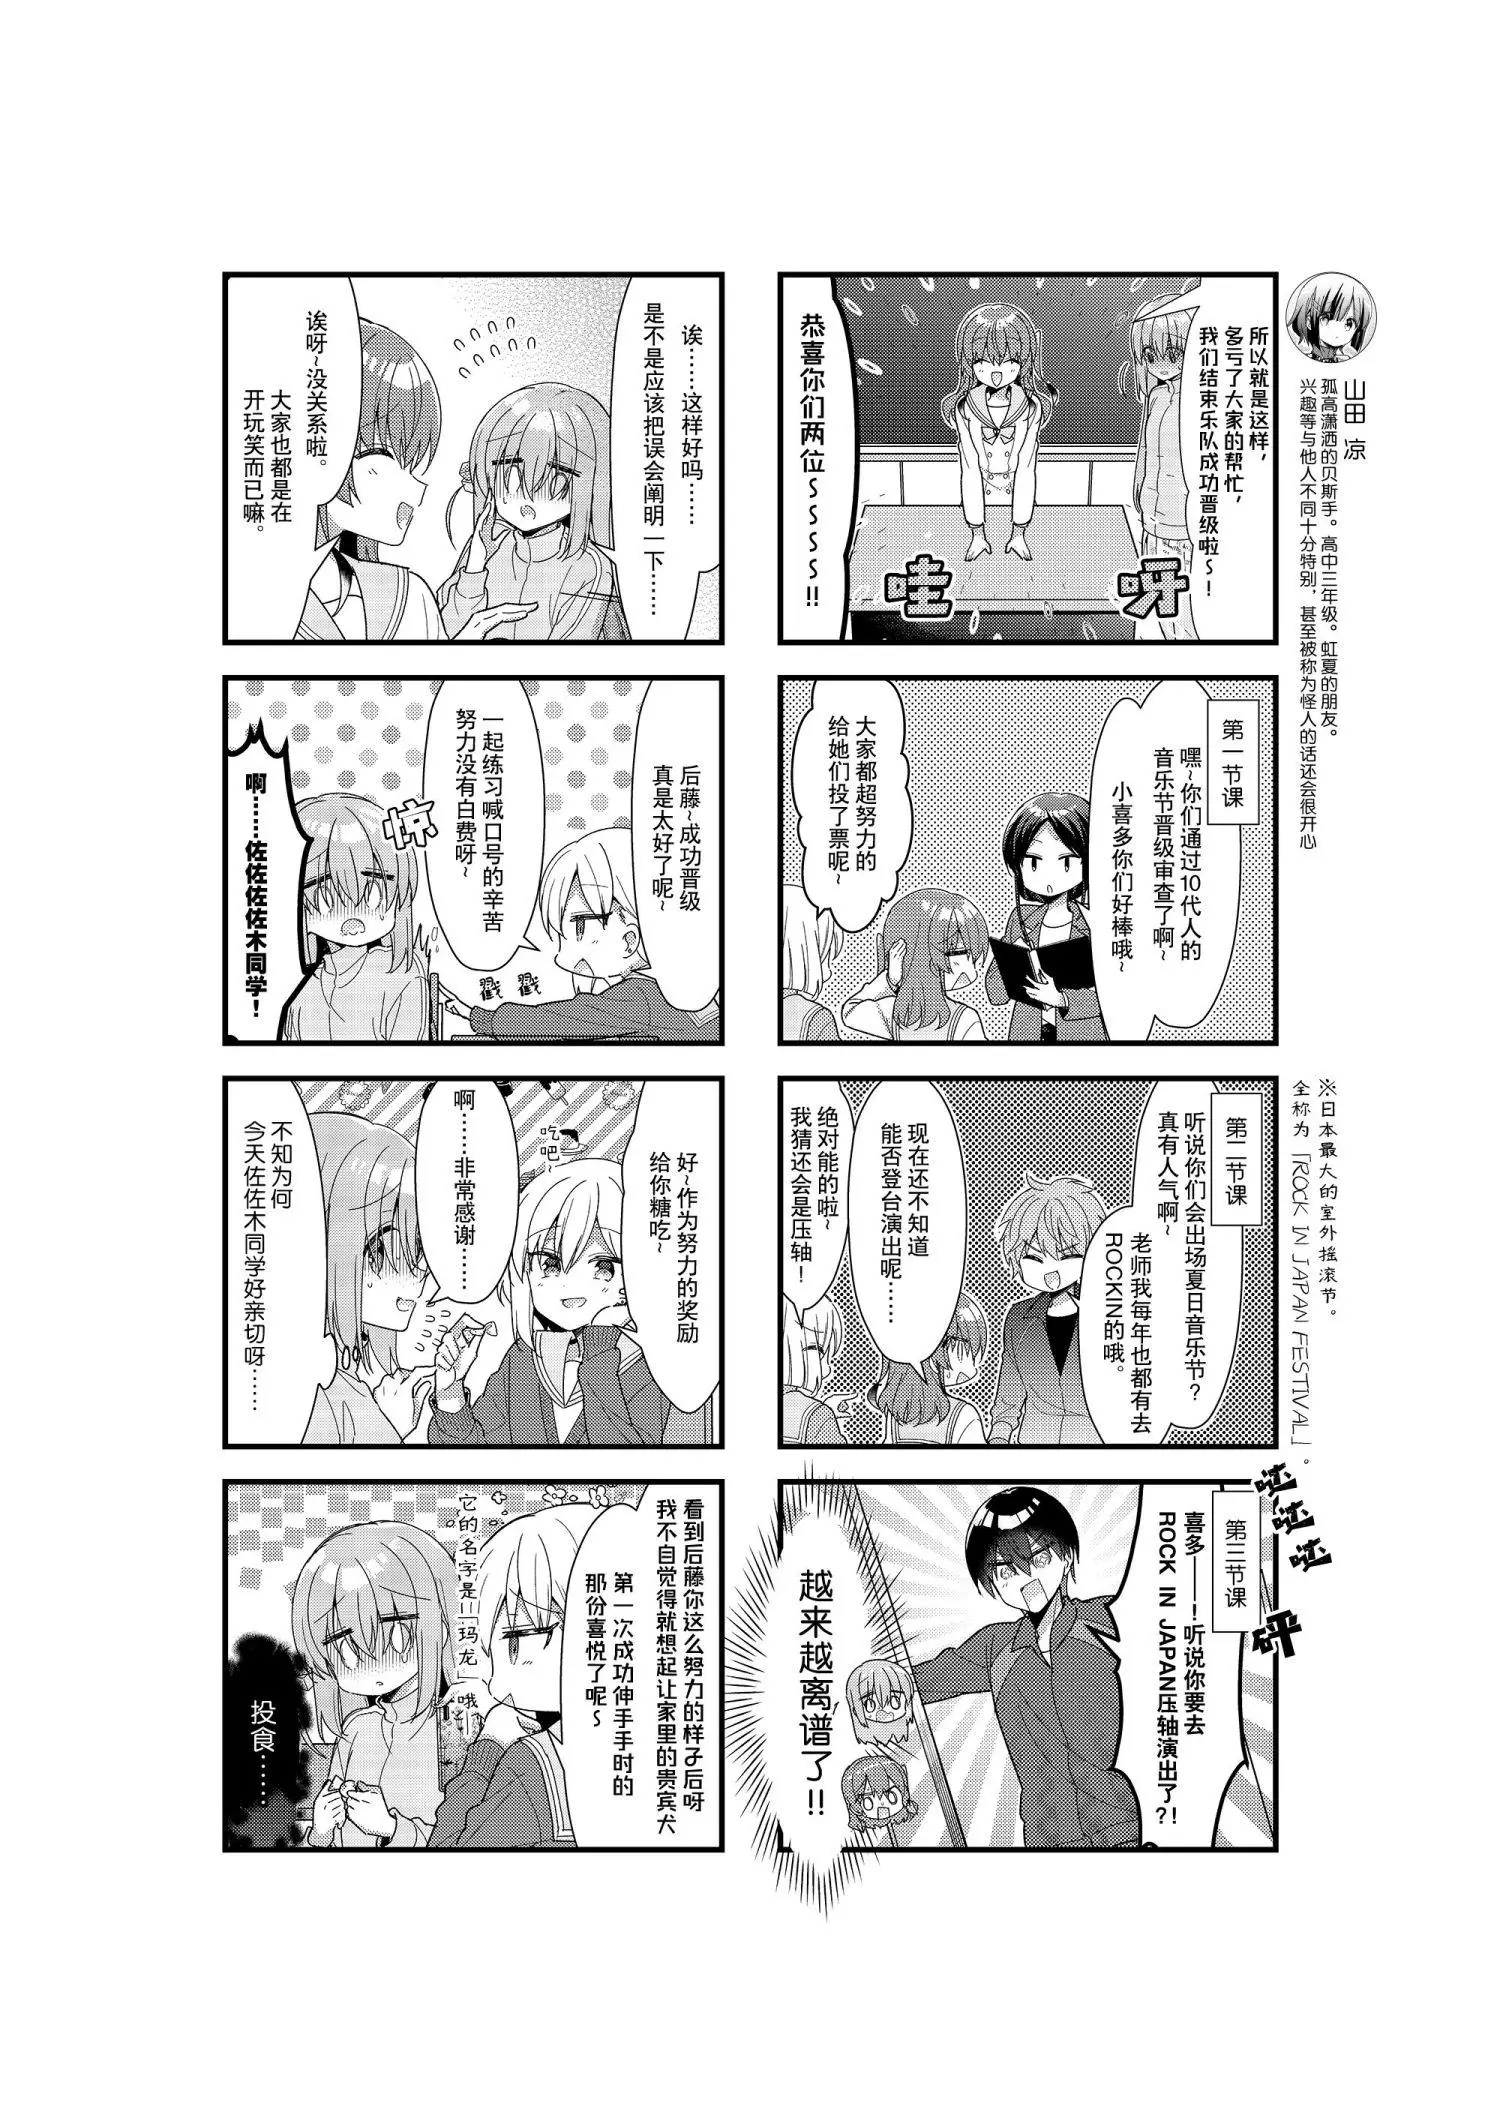 山田 凉
孤高潇洒的贝斯手。高中三年级。虹夏的朋友。
兴趣等与他人不同十分特别，甚至被称为怪人的话还会很开心
所以就是这样，
多亏了大家的帮忙，
我们结束乐队成功晋级啦～！
呀
哇
恭喜你们两位～～～～!!
第一节课
嘿～你们通过10代人的
音乐节晋级审查了啊～
小喜多你们好棒哦～
大家都超努力的
给她们投了票呢～
第二节课
听说你们会出场夏日音乐节？
真有人气啊～
老师我每年也都有去
ROCKIN的哦。
现在还不知道
能否登台演出呢……
绝对能的啦～
我猜还会是压轴！
※日本最大的室外摇滚节。
全称为「ROCK IN JAPAN FESTIVAL」。
第三节课
哒哒哒
砰
喜多——！听说你要去
ROCK IN JAPAN压轴演出了?!
越来越离谱了!!
诶……这样好吗……
是不是应该把误会阐明一下……
诶呀～没关系啦。
大家也都是在
开玩笑而已嘛。
后藤～成功晋级
真是太好了呢～
一起练习喊口号的辛苦
努力没有白费呀～
戳
戳
惊
啊……佐佐佐佐木同学！
好～作为努力的奖励
给你糖吃～
吃吧～
啊……非常感谢……
不知为何
今天佐佐木同学好亲切呀……
看到后藤你这么努力的样子后呀
我不自觉得就想起让家里的贵宾犬
第一次成功伸手手时的
那份喜悦了呢～
它的名字是「玛龙」哦—
投食……